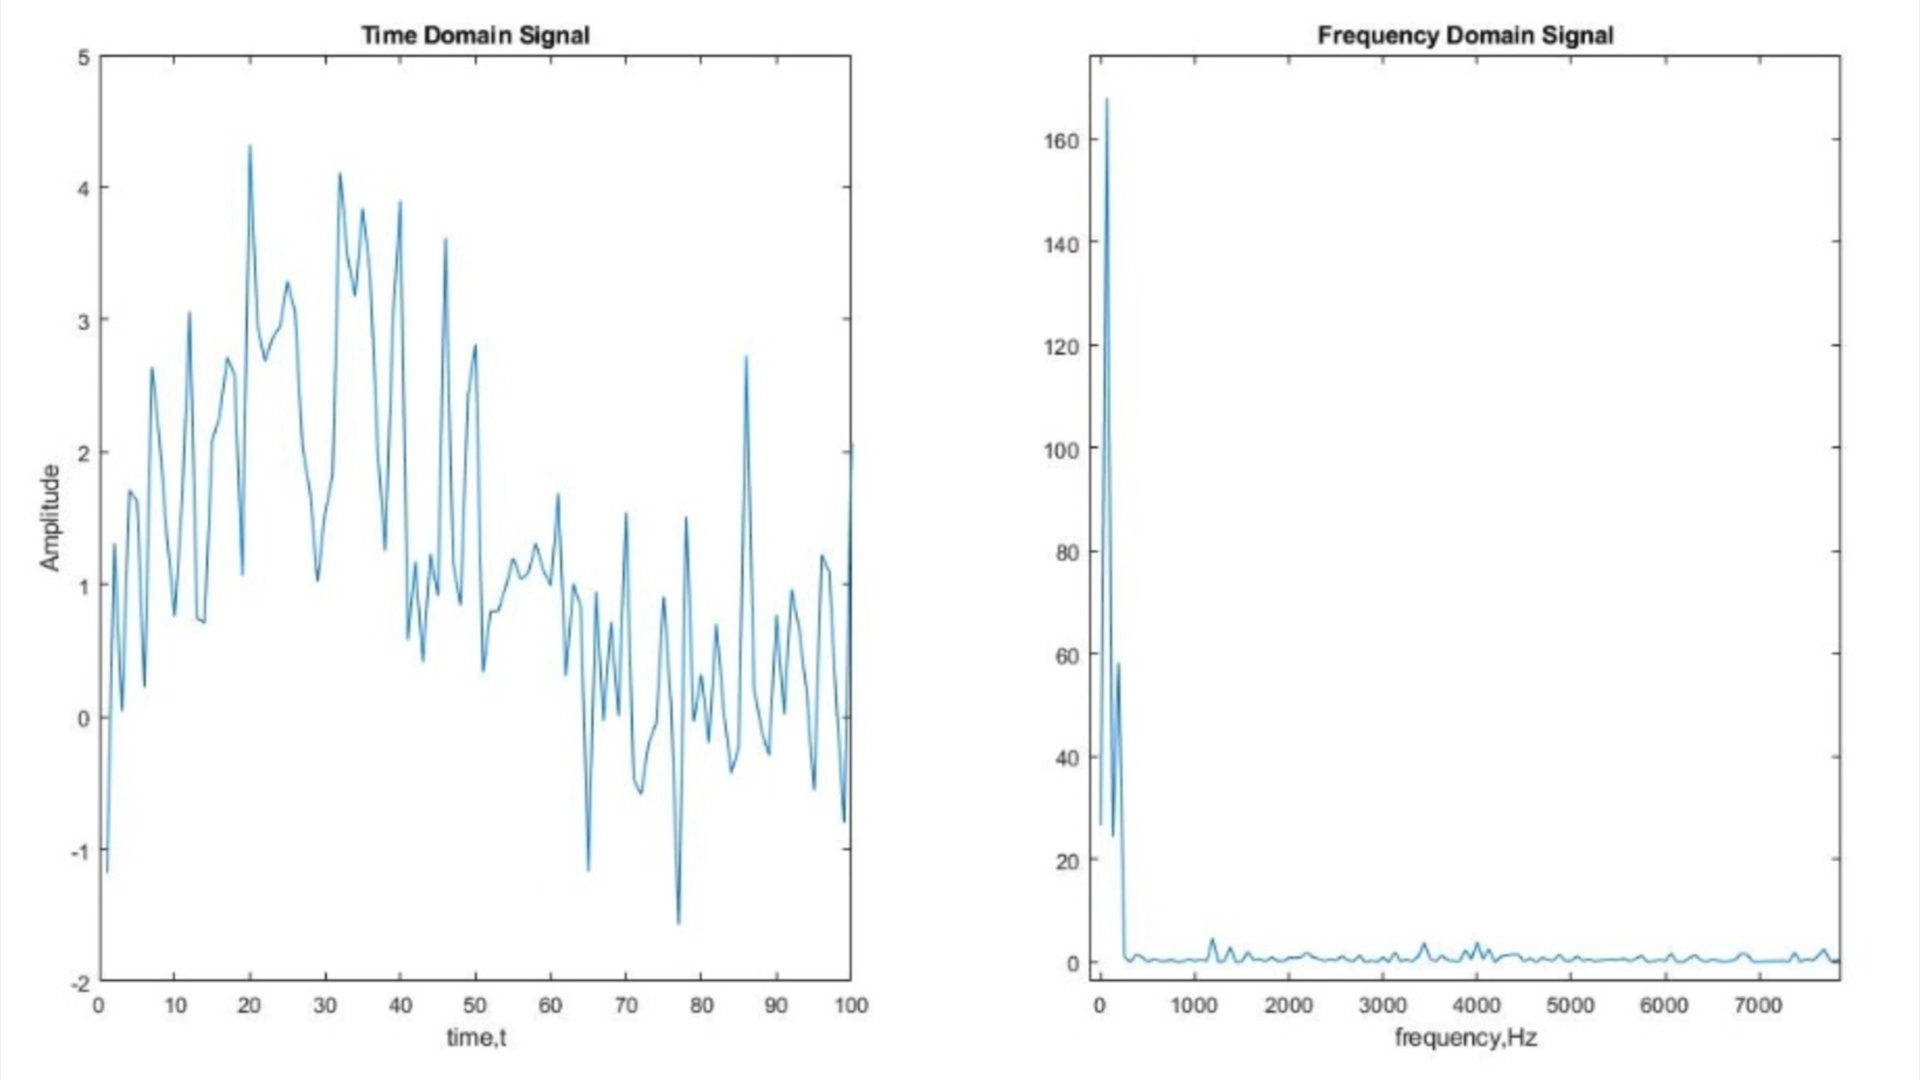 Time Domain Signal
5
4
3
2
1
0
-1
-2
Amplitude
0 10 20 30 40 50 60 70 80 90 100
time,t
Frequency Domain Signal
160
140
120
100
80
60
40
20
0
0 1000 2000 3000 4000 5000 6000 7000
frequency,Hz